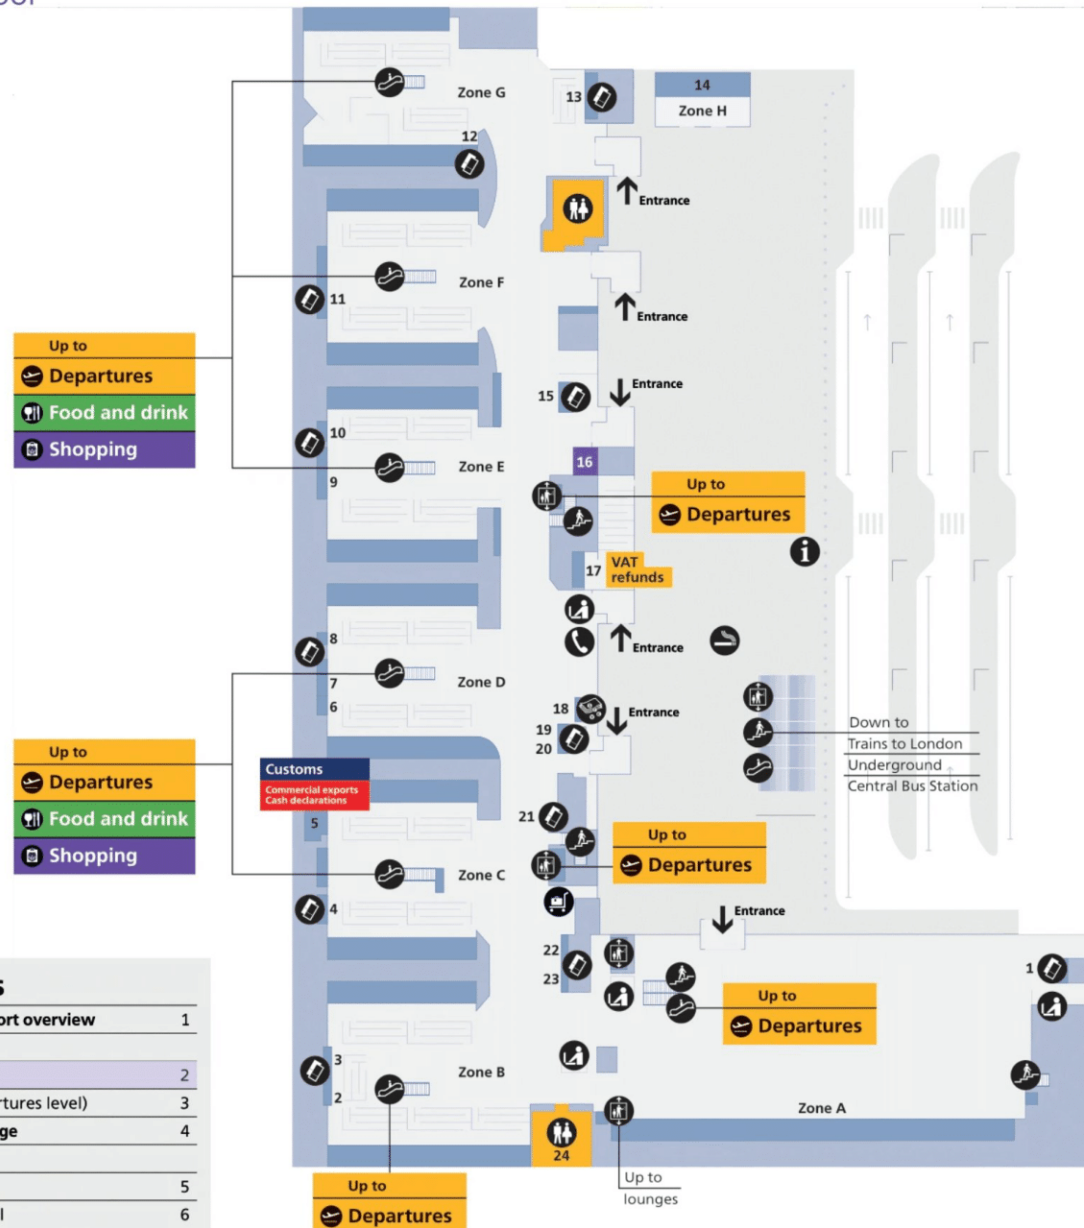 Zone G
13
14
Zone H
12
Entrance
Zone F
11
Entrance
Up to
Departures
Food and drink
Shopping
15
Entrance
10
Zone E
9
16
Up to
Departures
17
VAT
refunds
i
8
7
6
Zone D
Entrance
18
19
20
Entrance
Down to
Trains to London
Underground
Central Bus Station
Up to
Departures
Food and drink
Shopping
Customs
Commercial exports
Cash declarations
5
21
Up to
Departures
Zone C
4
Entrance
22
23
1
Up to
Departures
3
2
Zone B
Zone A
24
Up to
lounges
Up to
Departures
ort overview 1
2
rtures level) 3
ge 4
5
l 6